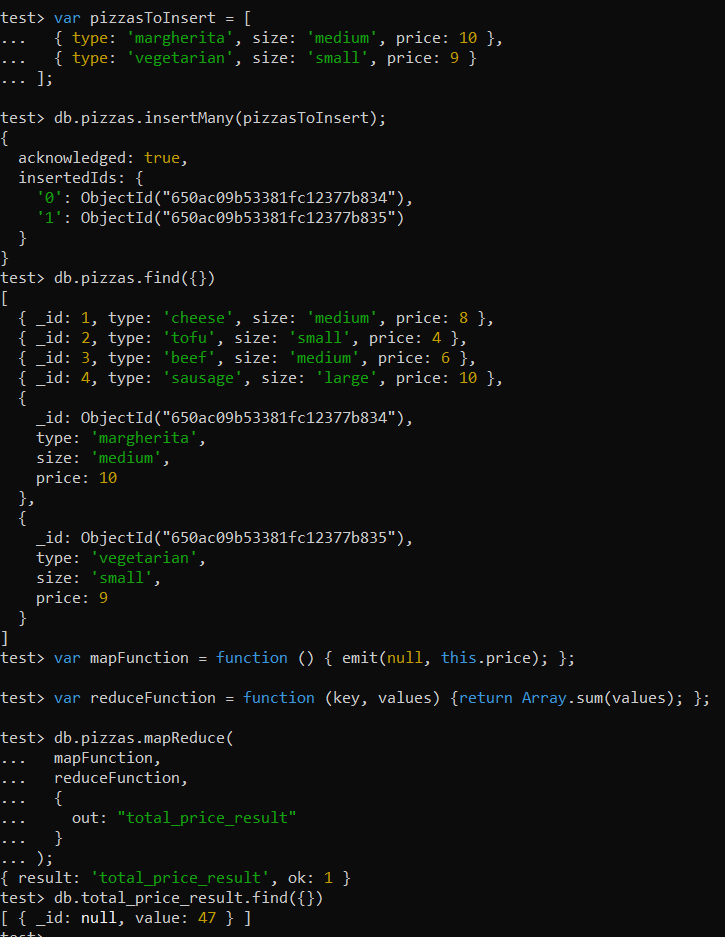 test> var pizzasToInsert = [
...   { type: 'margherita', size: 'medium', price: 10 },
...   { type: 'vegetarian', size: 'small', price: 9 }
... ];
test> db.pizzas.insertMany(pizzasToInsert);
{
  acknowledged: true,
  insertedIds: {
    '0': ObjectId("650ac09b53381fc12377b834"),
    '1': ObjectId("650ac09b53381fc12377b835")
  }
}
test> db.pizzas.find({})
[
  { _id: 1, type: 'cheese', size: 'medium', price: 8 },
  { _id: 2, type: 'tofu', size: 'small', price: 4 },
  { _id: 3, type: 'beef', size: 'medium', price: 6 },
  { _id: 4, type: 'sausage', size: 'large', price: 10 },
  {
    _id: ObjectId("650ac09b53381fc12377b834"),
    type: 'margherita',
    size: 'medium',
    price: 10
  },
  {
    _id: ObjectId("650ac09b53381fc12377b835"),
    type: 'vegetarian',
    size: 'small',
    price: 9
  }
]
test> var mapFunction = function () { emit(null, this.price); };
test> var reduceFunction = function (key, values) {return Array.sum(values); };
test> db.pizzas.mapReduce(
...   mapFunction,
...   reduceFunction,
...   {
...     out: "total_price_result"
...   }
... );
{ result: 'total_price_result', ok: 1 }
test> db.total_price_result.find({})
[ { _id: null, value: 47 } ]
test>